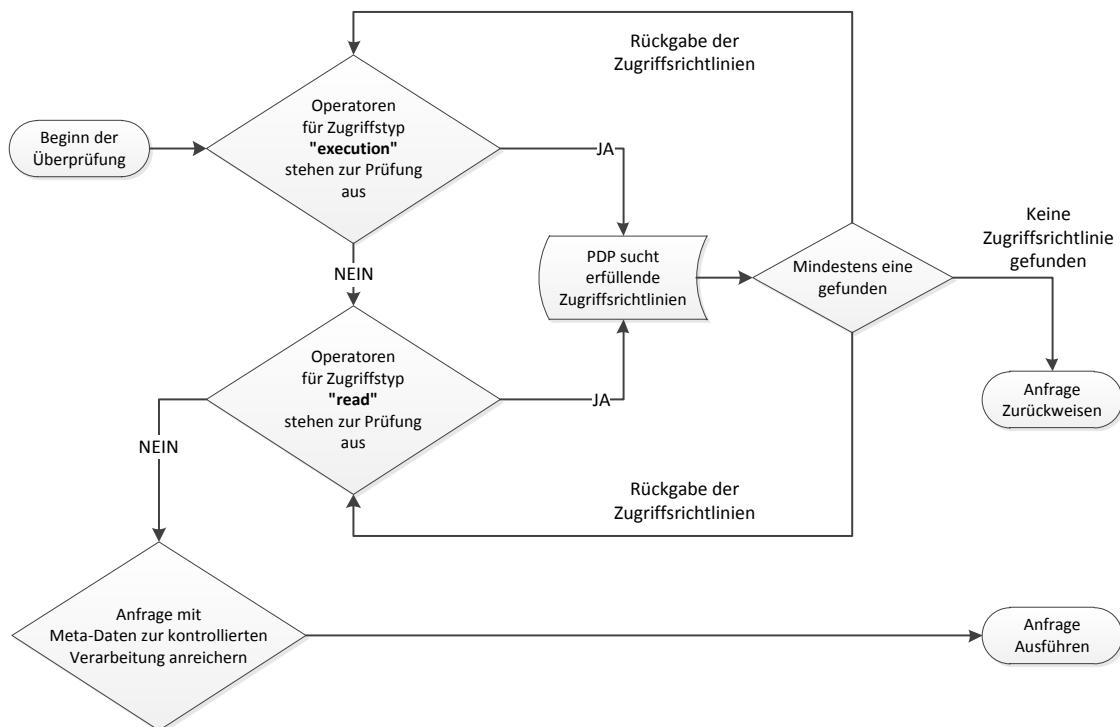 Rückgabe der
Zugriffsrichtlinien
Beginn der
Überprüfung
Operatoren
für Zugriffstyp
"execution"
stehen zur Prüfung
aus
JA
NEIN
PDP sucht
erfüllende
Zugriffsrichtlinien
Mindestens eine
gefunden
Keine
Zugriffsrichtlinie
gefunden
Operatoren
für Zugriffstyp
"read"
stehen zur Prüfung
aus
JA
NEIN
Anfrage
Zurückweisen
Rückgabe der
Zugriffsrichtlinien
Anfrage mit
Meta-Daten zur kontrollierten
Verarbeitung anreichern
Anfrage
Ausführen